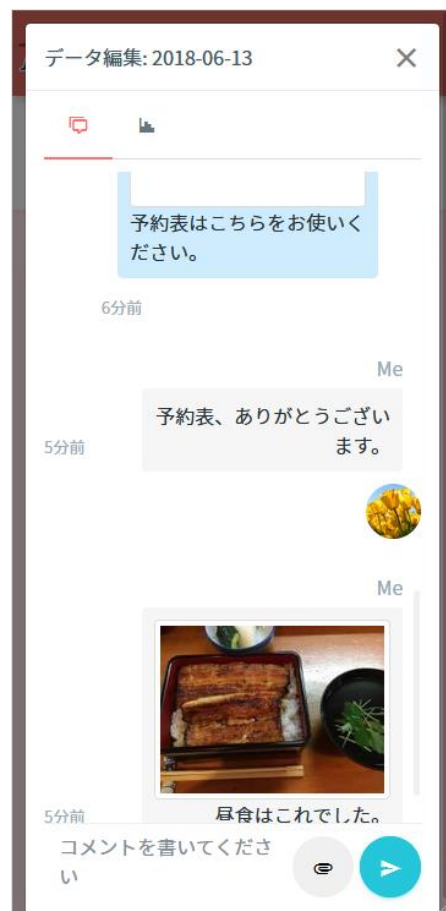 データ編集: 2018-06-13
予約表はこちらをお使いく
ださい。
6分前
Me
予約表、ありがとうござい
ます。
5分前
Me
昼食はこれでした。
5分前
コメントを書いてくださ
い